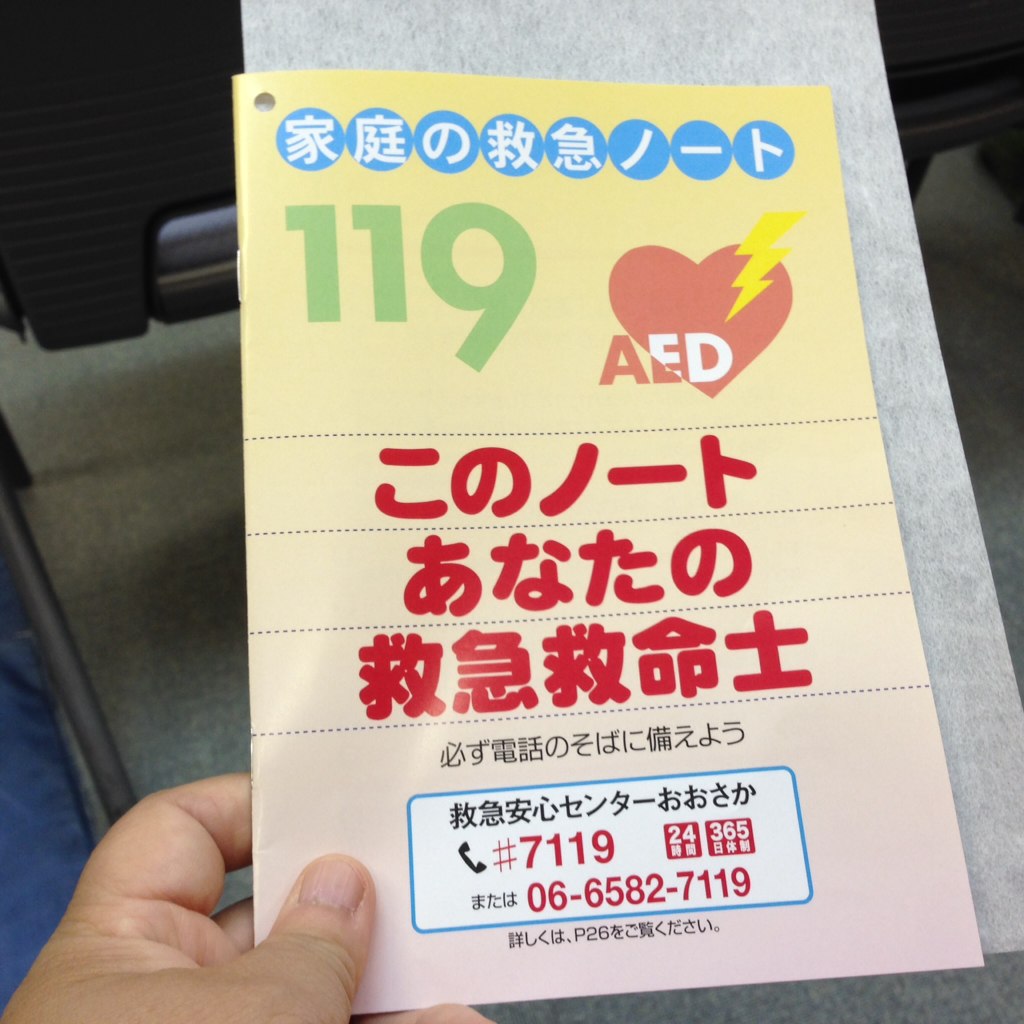 家庭の救急ノート
119
AED
このノート
あなたの
救急救命士
必ず電話のそばに備えよう
救急安心センターおおさか
#7119 24時間 365日体制
または 06-6582-7119
詳しくは、P26をご覧ください。